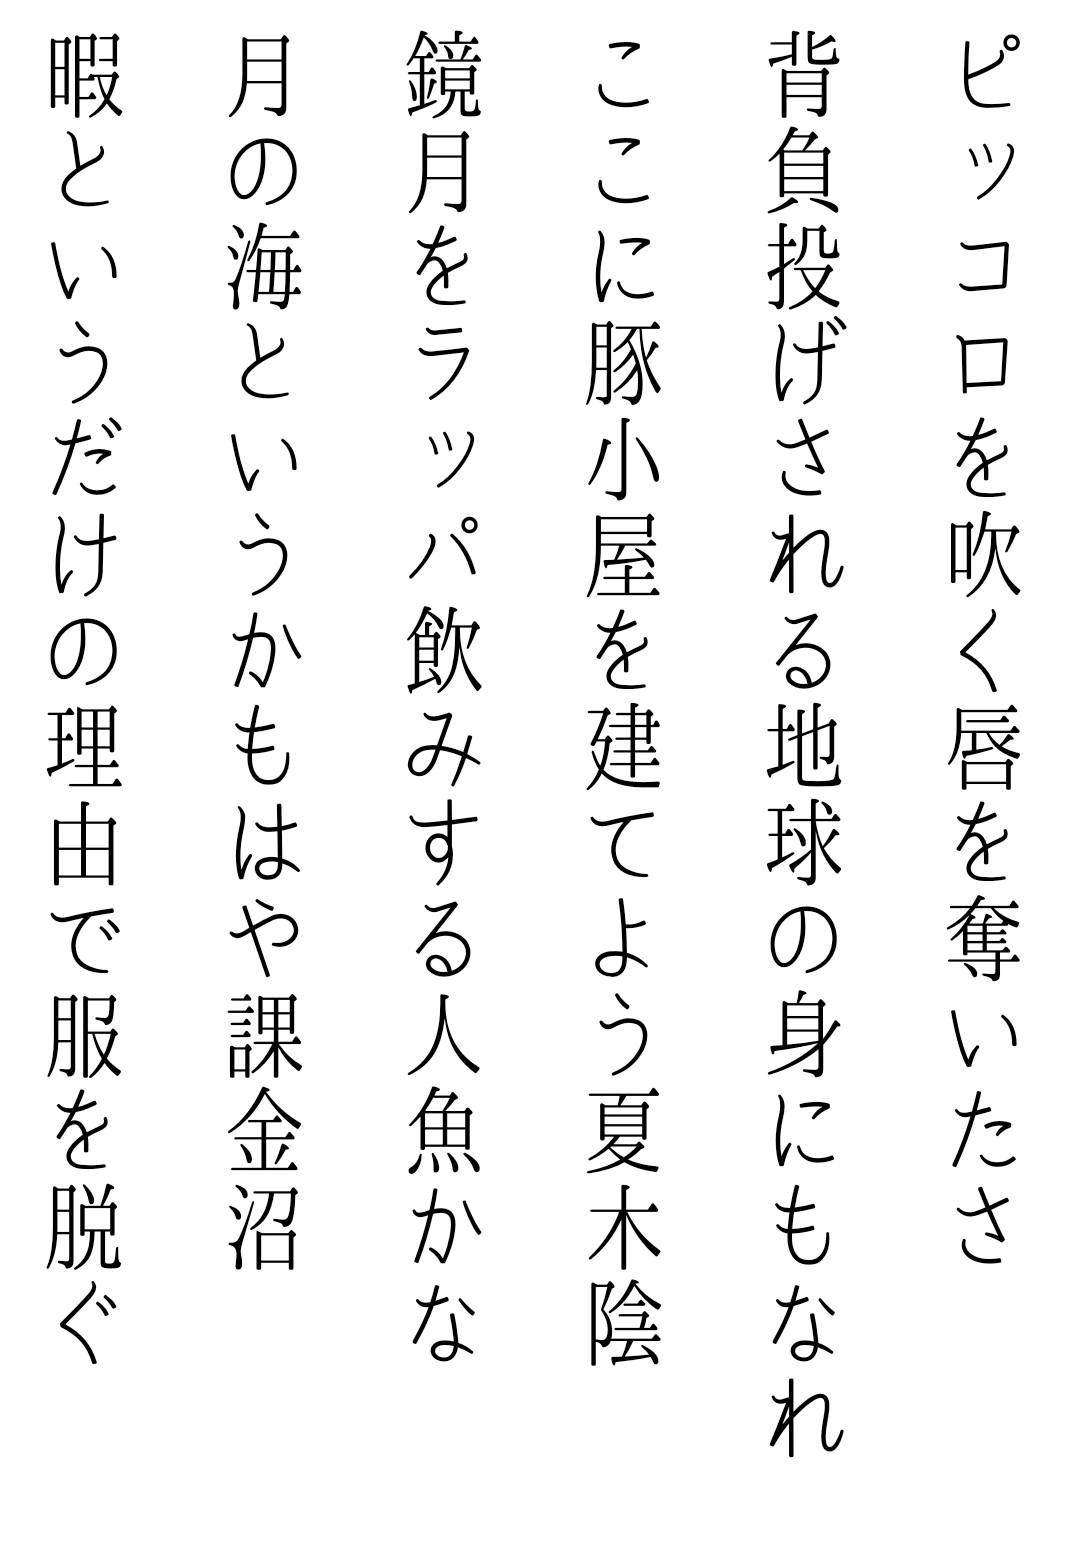 ピッコロを吹く唇を奪いたさ
背負投げされる地球の身にもなれ
ここに豚小屋を建てよう夏木陰
鏡月をラッパ飲みする人魚かな
月の海というかもはや課金沼
暇というだけの理由で服を脱ぐ